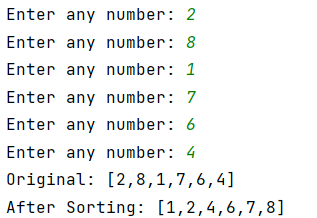 Enter any number: 2
Enter any number: 8
Enter any number: 1
Enter any number: 7
Enter any number: 6
Enter any number: 4
Original: [2,8,1,7,6,4]
After Sorting: [1,2,4,6,7,8]